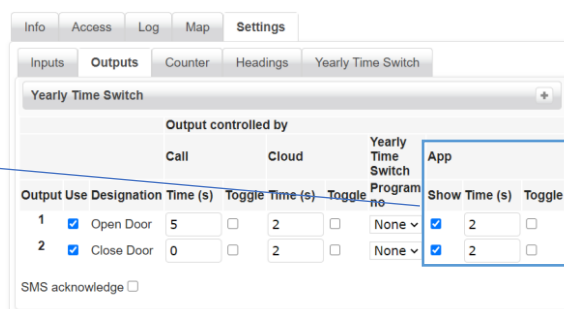 Info Access Log Map Settings
Inputs Outputs Counter Headings Yearly Time Switch
Yearly Time Switch +
Output controlled by
Call Cloud Yearly Time Switch App
Output Use Designation Time (s) Toggle Time (s) Toggle Program no Show Time (s) Toggle
1 Open Door 5 2 None 2
2 Close Door 0 2 None 2
SMS acknowledge